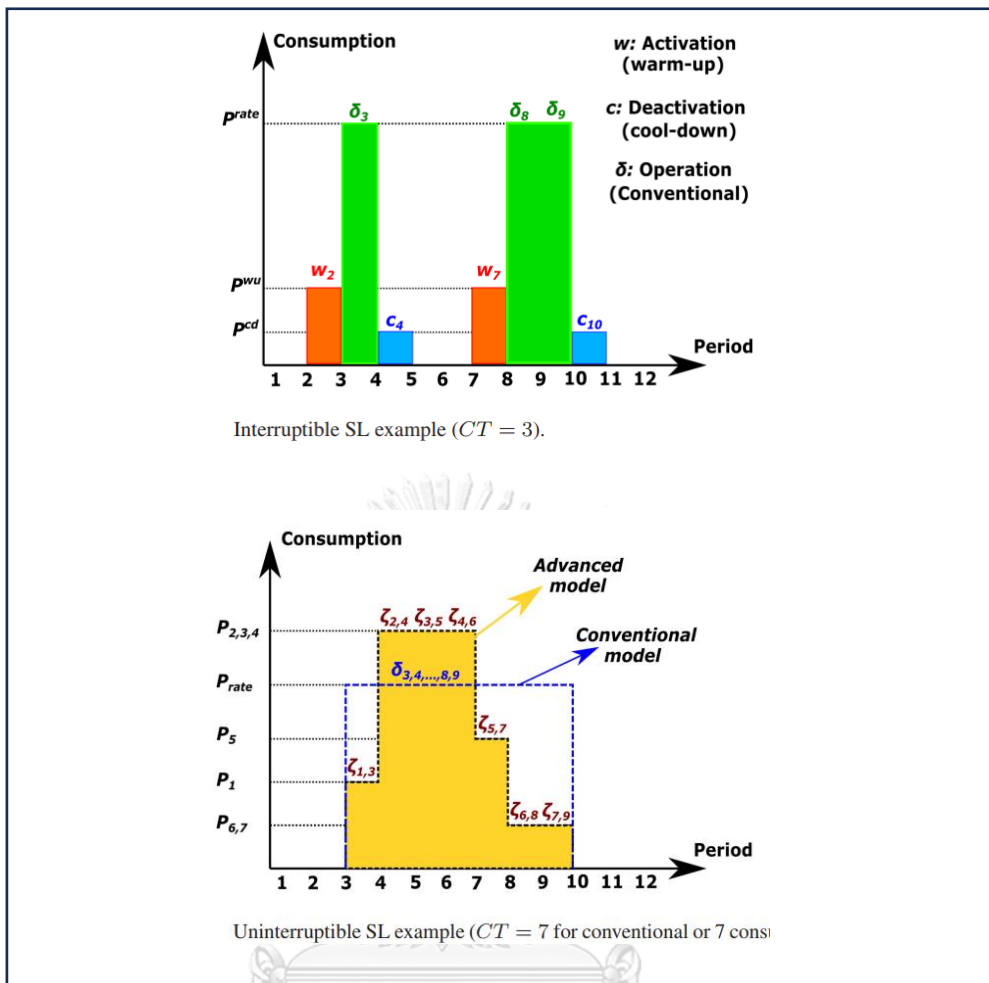 Consumption
w: Activation
(warm-up)
c: Deactivation
(cool-down)
δ: Operation
(Conventional)
P^rate
δ₃
δ₈ δ₉
P^wu
w₂
w₇
P^cd
c₄
c₁₀
Period
1 2 3 4 5 6 7 8 9 10 11 12
Interruptible SL example (CT = 3).
Consumption
Advanced
model
Conventional
model
P₂,₃,₄
ζ₂,₄ ζ₃,₅ ζ₄,₆
P_rate
δ₃,₄,...,₈,₉
P₅
ζ₅,₇
P₁
ζ₁,₃
P₆,₇
ζ₆,₈ ζ₇,₉
Period
1 2 3 4 5 6 7 8 9 10 11 12
Uninterruptible SL example (CT = 7 for conventional or 7